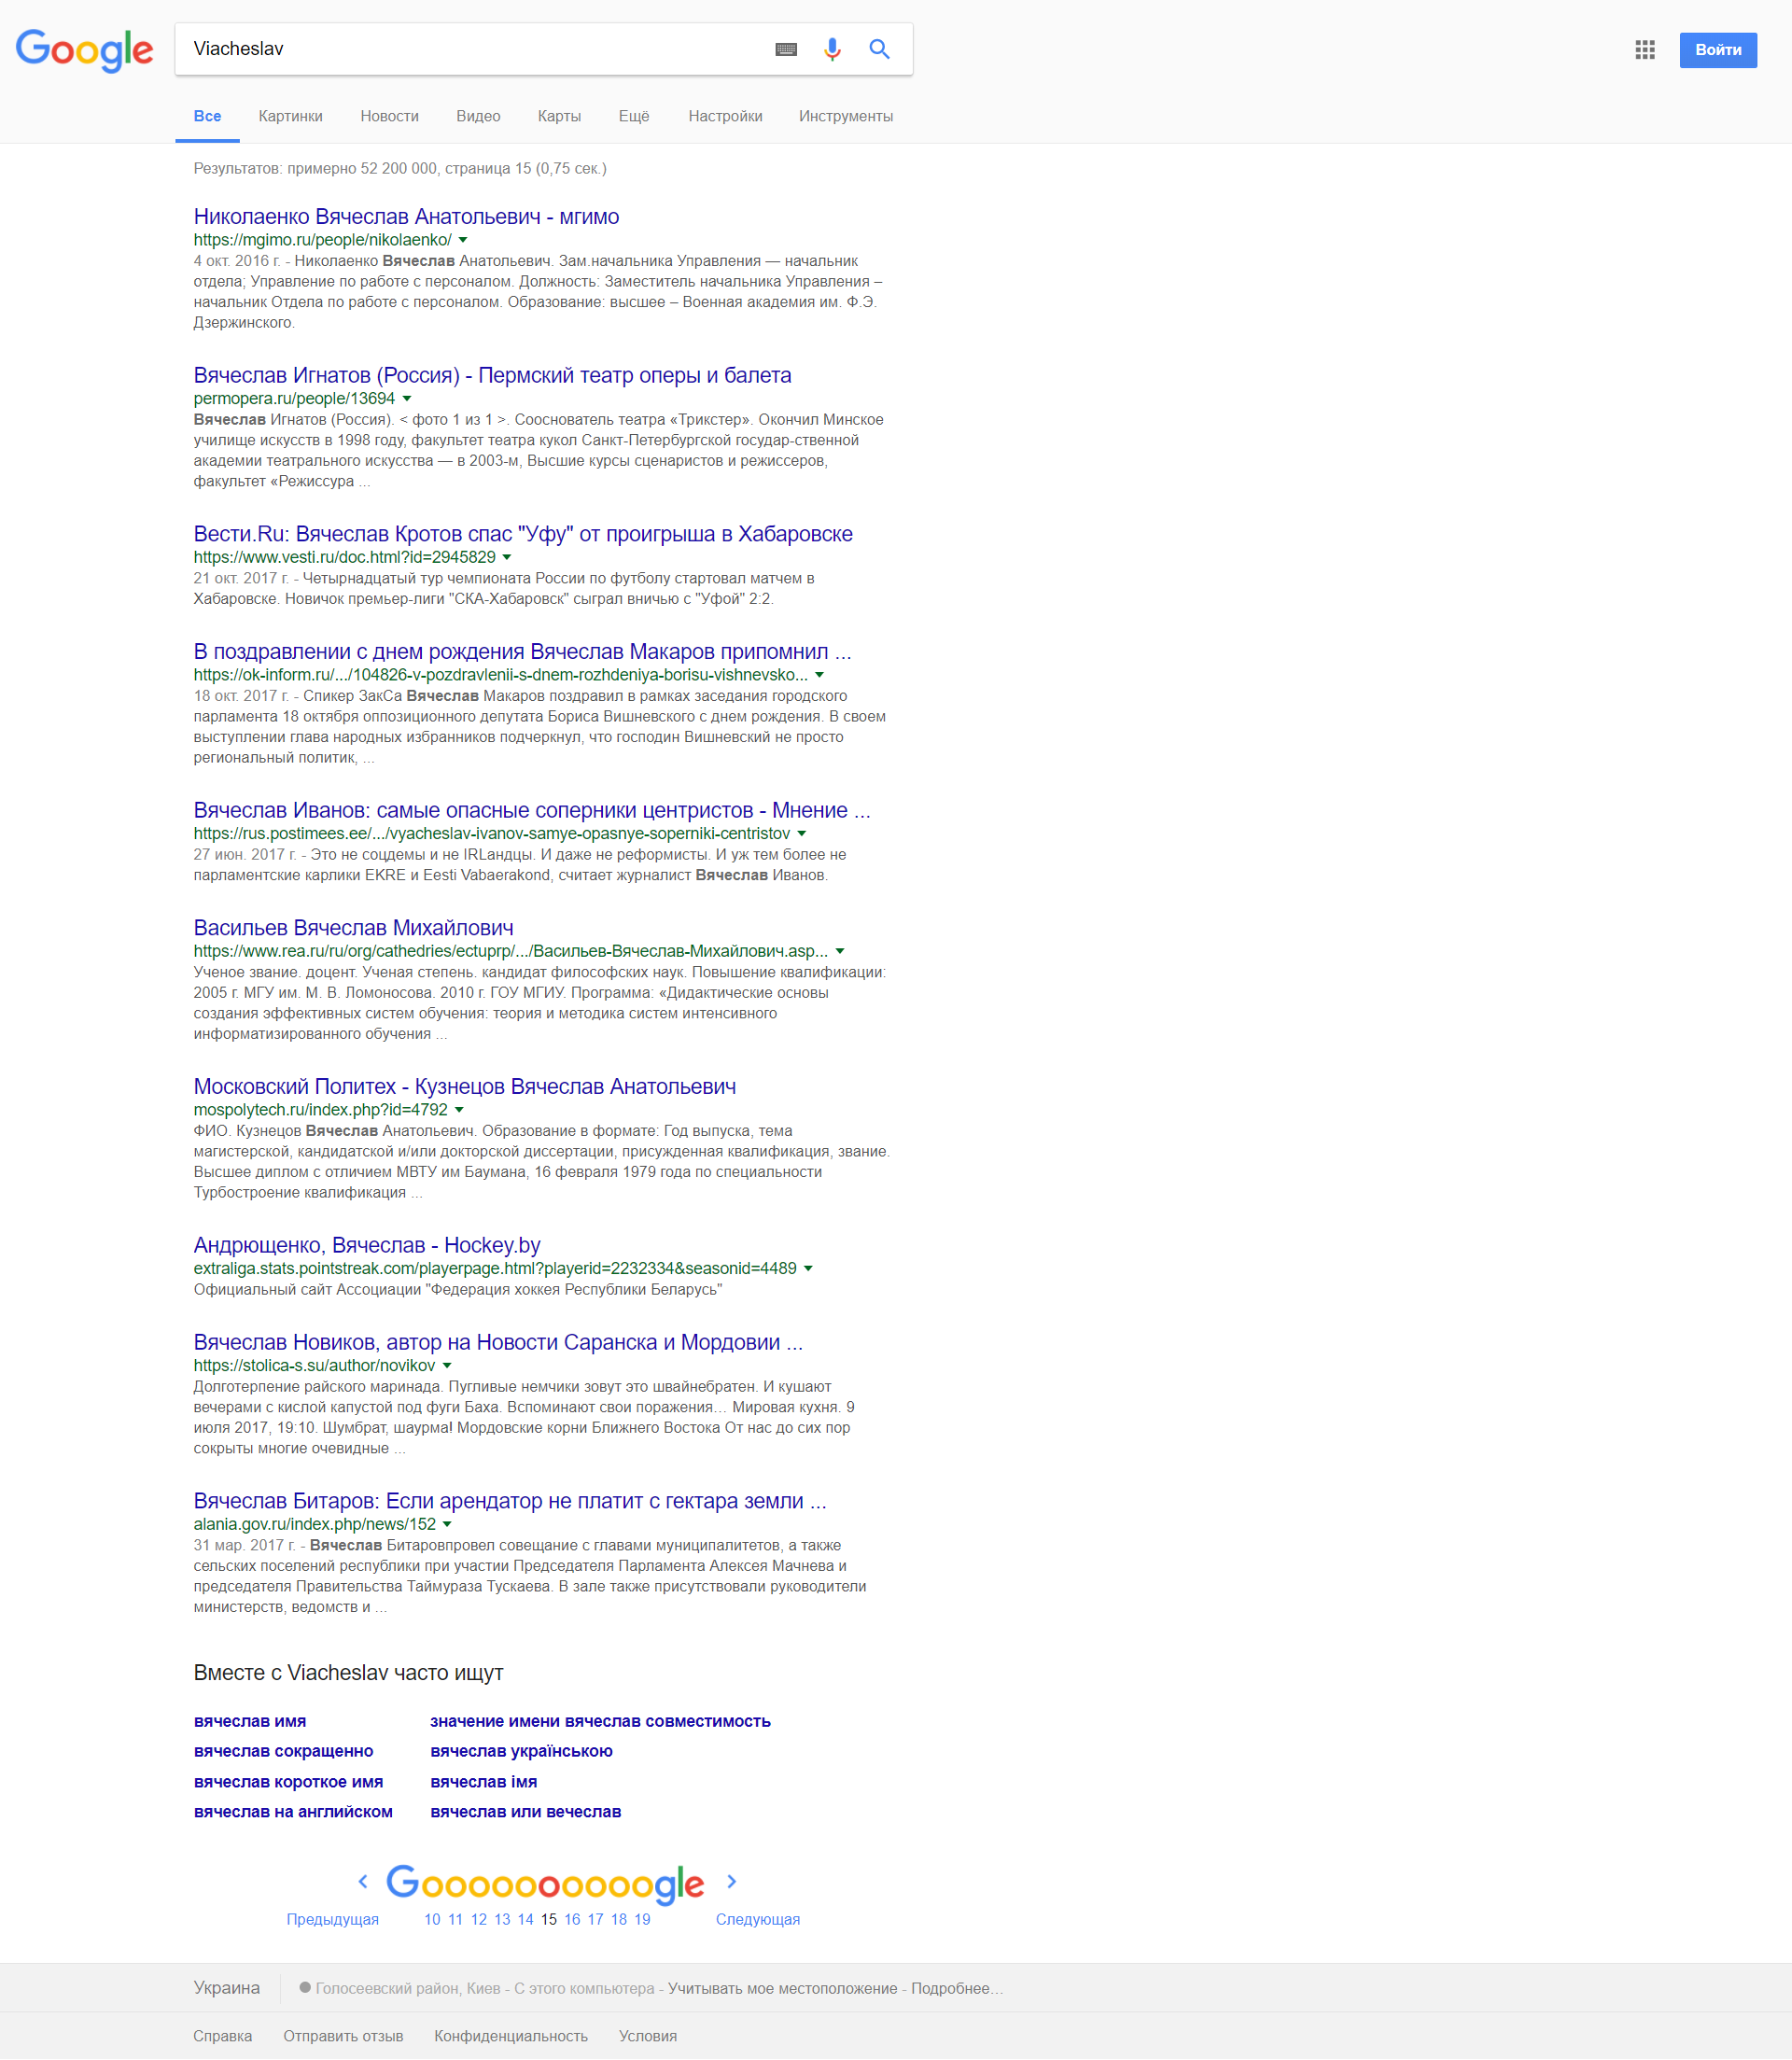 Google
Viacheslav
Войти
Все Картинки Новости Видео Карты Ещё Настройки Инструменты
Результатов: примерно 52 200 000, страница 15 (0,75 сек.)
Николаенко Вячеслав Анатольевич - мгимо
https://mgimo.ru/people/nikolaenko/
4 окт. 2016 г. - Николаенко Вячеслав Анатольевич. Зам.начальника Управления — начальник
отдела; Управление по работе с персоналом. Должность: Заместитель начальника Управления –
начальник Отдела по работе с персоналом. Образование: высшее – Военная академия им. Ф.Э.
Дзержинского.
Вячеслав Игнатов (Россия) - Пермский театр оперы и балета
permopera.ru/people/13694
Вячеслав Игнатов (Россия). < фото 1 из 1 >. Сооснователь театра «Трикстер». Окончил Минское
училище искусств в 1998 году, факультет театра кукол Санкт-Петербургской государ-ственной
академии театрального искусства — в 2003-м, Высшие курсы сценаристов и режиссеров,
факультет «Режиссура ...
Вести.Ru: Вячеслав Кротов спас "Уфу" от проигрыша в Хабаровске
https://www.vesti.ru/doc.html?id=2945829
21 окт. 2017 г. - Четырнадцатый тур чемпионата России по футболу стартовал матчем в
Хабаровске. Новичок премьер-лиги "СКА-Хабаровск" сыграл вничью с "Уфой" 2:2.
В поздравлении с днем рождения Вячеслав Макаров припомнил ...
https://ok-inform.ru/.../104826-v-pozdravlenii-s-dnem-rozhdeniya-borisu-vishnevsko...
18 окт. 2017 г. - Спикер ЗакСа Вячеслав Макаров поздравил в рамках заседания городского
парламента 18 октября оппозиционного депутата Бориса Вишневского с днем рождения. В своем
выступлении глава народных избранников подчеркнул, что господин Вишневский не просто
региональный политик, ...
Вячеслав Иванов: самые опасные соперники центристов - Мнение ...
https://rus.postimees.ee/.../vyacheslav-ivanov-samye-opasnye-soperniki-centristov
27 июн. 2017 г. - Это не соцдемы и не IRLандцы. И даже не реформисты. И уж тем более не
парламентские карлики EKRE и Eesti Vabaerakond, считает журналист Вячеслав Иванов.
Васильев Вячеслав Михайлович
https://www.rea.ru/ru/org/cathedries/ectuprp/.../Васильев-Вячеслав-Михайлович.asp...
Ученое звание. доцент. Ученая степень. кандидат философских наук. Повышение квалификации:
2005 г. МГУ им. М. В. Ломоносова. 2010 г. ГОУ МГИУ. Программа: «Дидактические основы
создания эффективных систем обучения: теория и методика систем интенсивного
информатизированного обучения ...
Московский Политех - Кузнецов Вячеслав Анатольевич
mospolytech.ru/index.php?id=4792
ФИО. Кузнецов Вячеслав Анатольевич. Образование в формате: Год выпуска, тема
магистерской, кандидатской и/или докторской диссертации, присужденная квалификация, звание.
Высшее диплом с отличием МВТУ им Баумана, 16 февраля 1979 года по специальности
Турбостроение квалификация ...
Андрющенко, Вячеслав - Hockey.by
extraliga.stats.pointstreak.com/playerpage.html?playerid=2232334&seasonid=4489
Официальный сайт Ассоциации "Федерация хоккея Республики Беларусь"
Вячеслав Новиков, автор на Новости Саранска и Мордовии ...
https://stolica-s.su/author/novikov
Долготерпение райского маринада. Пугливые немчики зовут это швайнебратен. И кушают
вечерами с кислой капустой под фуги Баха. Вспоминают свои поражения… Мировая кухня. 9
июля 2017, 19:10. Шумбрат, шаурма! Мордовские корни Ближнего Востока От нас до сих пор
сокрыты многие очевидные ...
Вячеслав Битаров: Если арендатор не платит с гектара земли ...
alania.gov.ru/index.php/news/152
31 мар. 2017 г. - Вячеслав Битаровпровел совещание с главами муниципалитетов, а также
сельских поселений республики при участии Председателя Парламента Алексея Мачнева и
председателя Правительства Таймураза Тускаева. В зале также присутствовали руководители
министерств, ведомств и ...
Вместе с Viacheslav часто ищут
вячеслав имя значение имени вячеслав совместимость
вячеслав сокращенно вячеслав українською
вячеслав короткое имя вячеслав імя
вячеслав на английском вячеслав или вечеслав
Goooooooooogle
Предыдущая 10 11 12 13 14 15 16 17 18 19 Следующая
Украина Голосеевский район, Киев - С этого компьютера - Учитывать мое местоположение - Подробнее…
Справка Отправить отзыв Конфиденциальность Условия